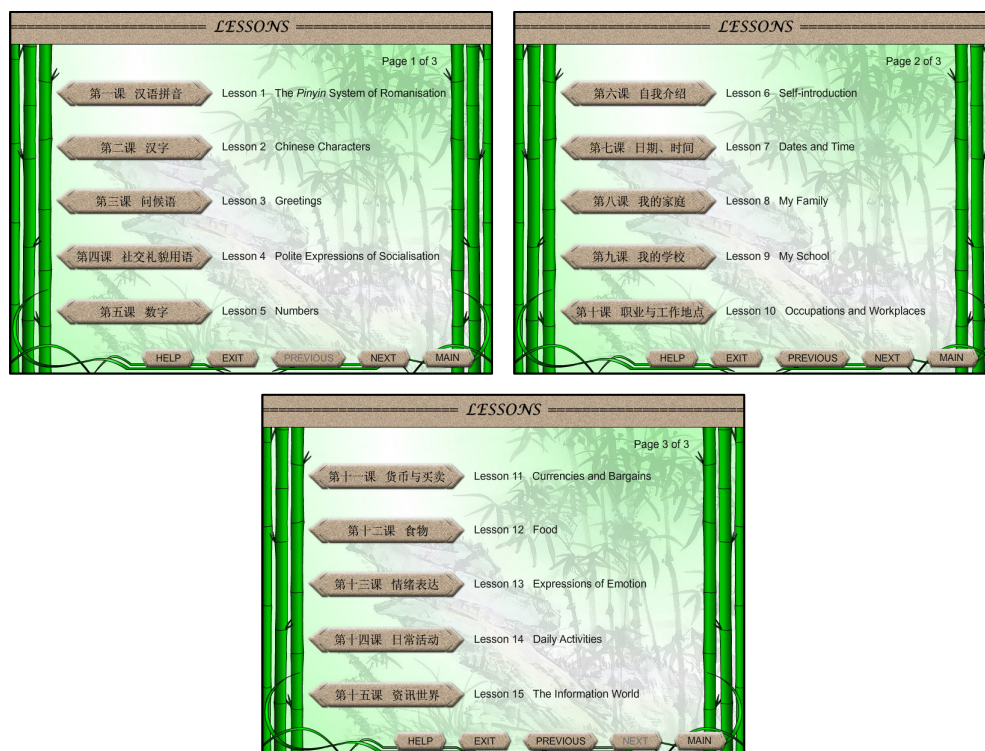 LESSONS
Page 1 of 3
第一课 汉语拼音 Lesson 1 The Pinyin System of Romanisation
第二课 汉字 Lesson 2 Chinese Characters
第三课 问候语 Lesson 3 Greetings
第四课 社交礼貌用语 Lesson 4 Polite Expressions of Socialisation
第五课 数字 Lesson 5 Numbers
HELP EXIT PREVIOUS NEXT MAIN
LESSONS
Page 2 of 3
第六课 自我介绍 Lesson 6 Self-introduction
第七课 日期、时间 Lesson 7 Dates and Time
第八课 我的家庭 Lesson 8 My Family
第九课 我的学校 Lesson 9 My School
第十课 职业与工作地点 Lesson 10 Occupations and Workplaces
HELP EXIT PREVIOUS NEXT MAIN
LESSONS
Page 3 of 3
第十一课 货币与买卖 Lesson 11 Currencies and Bargains
第十二课 食物 Lesson 12 Food
第十三课 情绪表达 Lesson 13 Expressions of Emotion
第十四课 日常活动 Lesson 14 Daily Activities
第十五课 资讯世界 Lesson 15 The Information World
HELP EXIT PREVIOUS NEXT MAIN